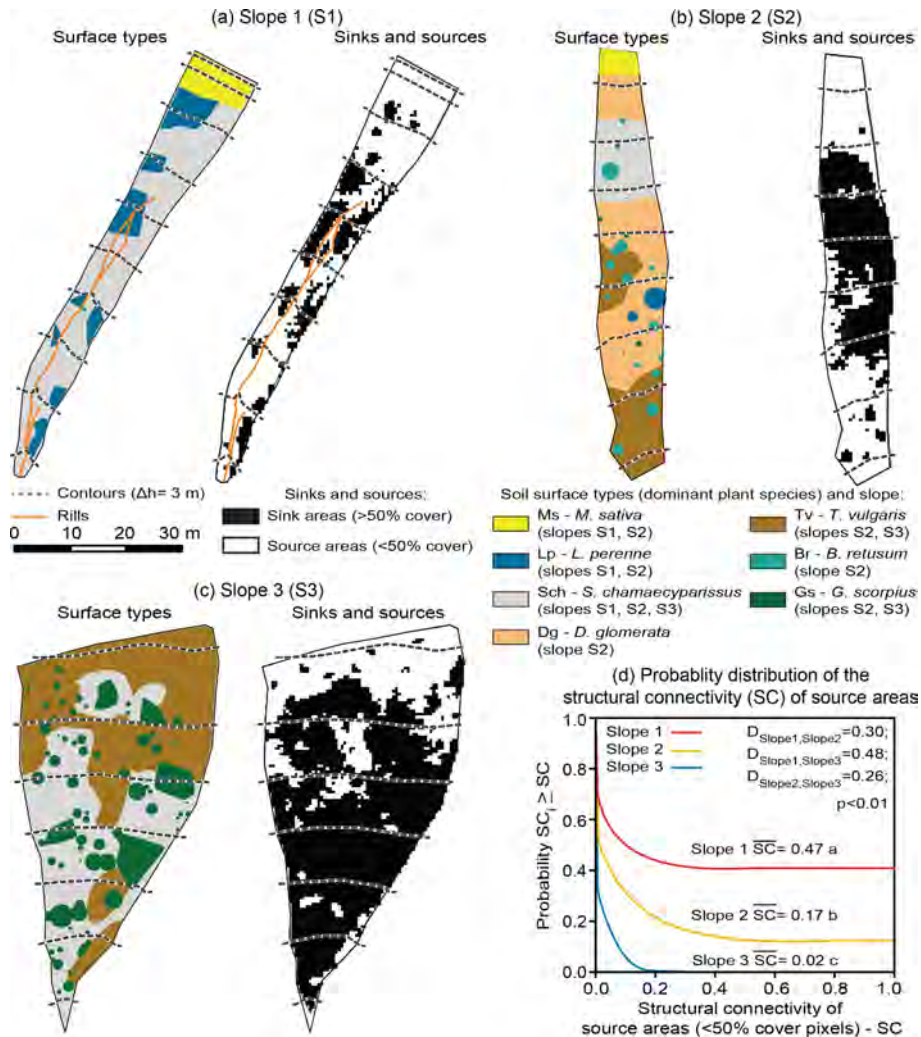 (a) Slope 1 (S1)
Surface types
Sinks and sources
(b) Slope 2 (S2)
Surface types
Sinks and sources
Contours (Δh= 3 m)
Rills
0 10 20 30 m
Sinks and sources:
Sink areas (>50% cover)
Source areas (<50% cover)
Soil surface types (dominant plant species) and slope:
Ms - M. sativa
(slopes S1, S2)
Lp - L. perenne
(slopes S1, S2)
Sch - S. chamaecyparissus
(slopes S1, S2, S3)
Dg - D. glomerata
(slope S2)
Tv - T. vulgaris
(slopes S2, S3)
Br - B. retusum
(slope S2)
Gs - G. scorpius
(slopes S2, S3)
(c) Slope 3 (S3)
Surface types
Sinks and sources
(d) Probablity distribution of the
structural connectivity (SC) of source areas
Slope 1
Slope 2
Slope 3
DSlope1,Slope2=0.30;
DSlope1,Slope3=0.48;
DSlope2,Slope3=0.26;
p<0.01
Slope 1 S̅C̅= 0.47 a
Slope 2 S̅C̅= 0.17 b
Slope 3 S̅C̅= 0.02 c
Probability SCi ≥ SC
1.0
0.8
0.6
0.4
0.2
0.0
0.0 0.2 0.4 0.6 0.8 1.0
Structural connectivity of
source areas (<50% cover pixels) - SC